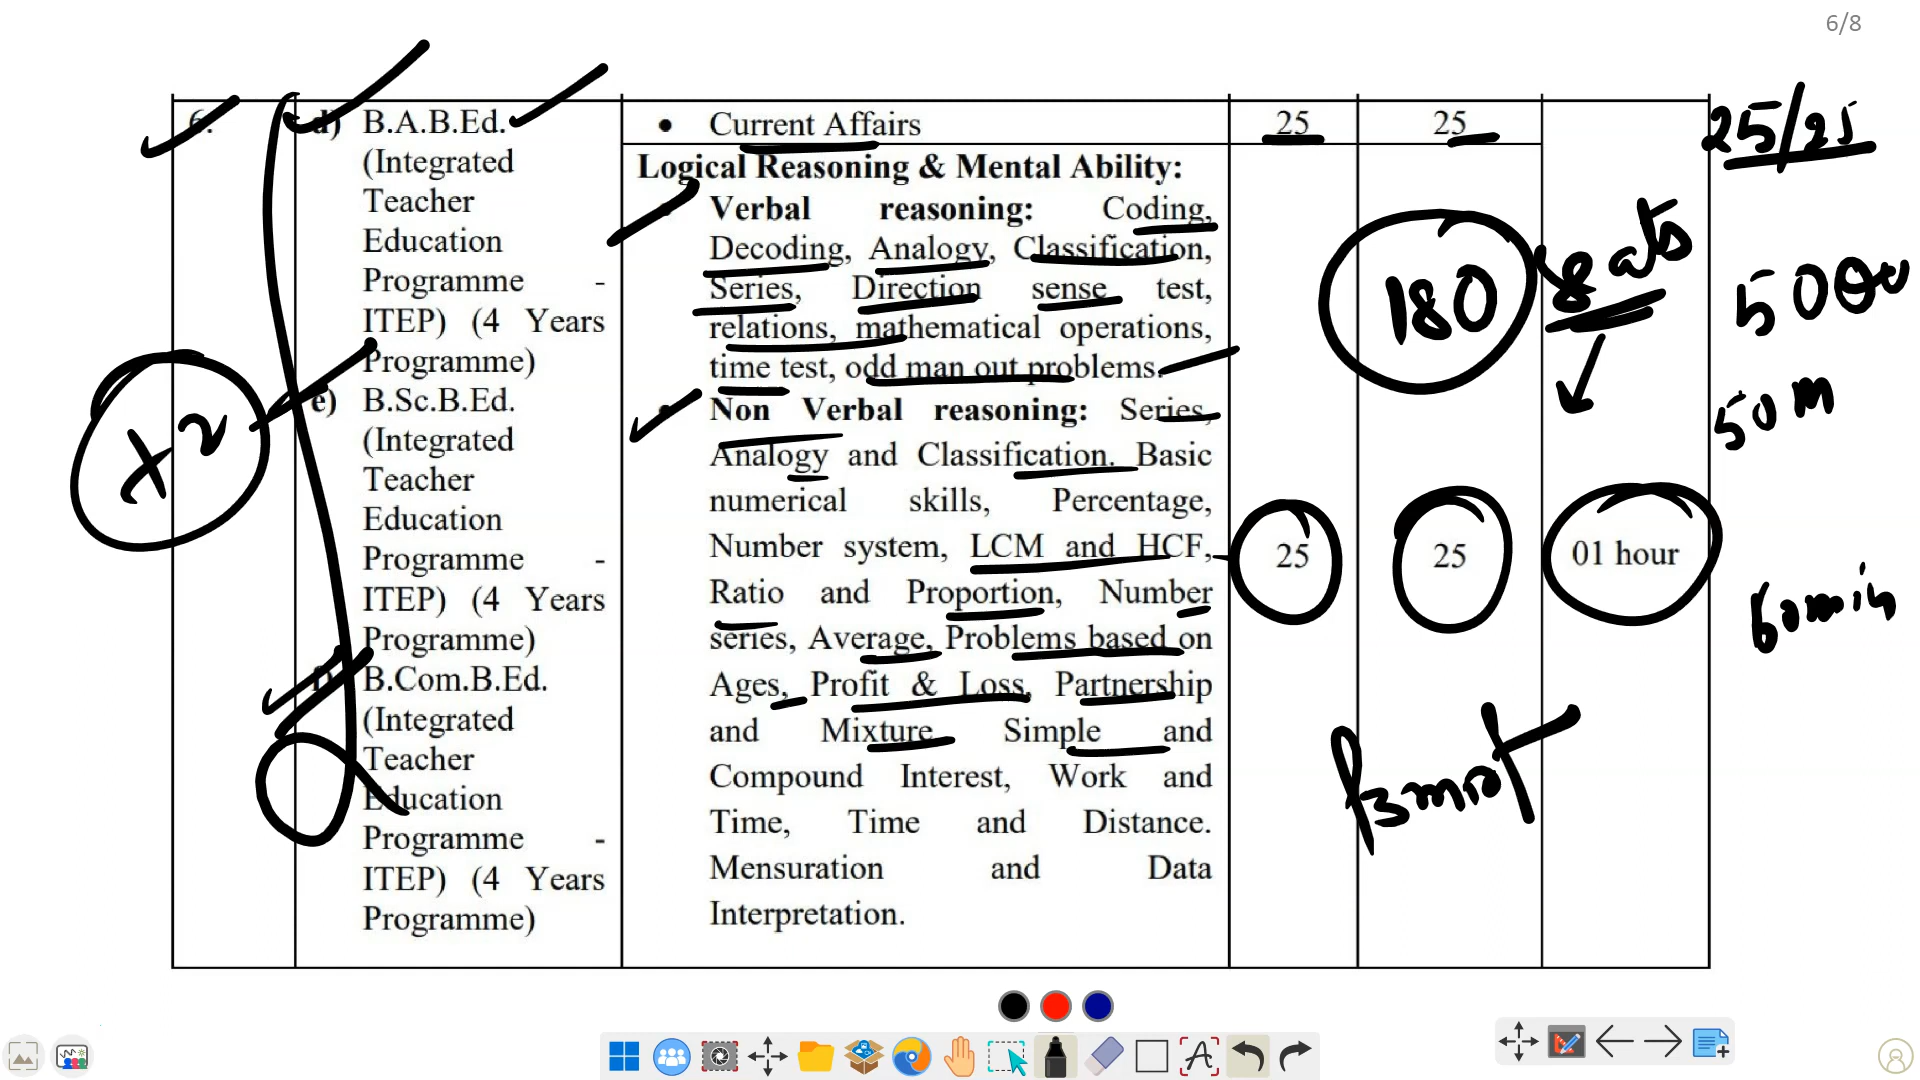 6/8
6.
d) B.A.B.Ed.
(Integrated
Teacher
Education
Programme -
ITEP) (4 Years
Programme)
e) B.Sc.B.Ed.
(Integrated
Teacher
Education
Programme -
ITEP) (4 Years
Programme)
f) B.Com.B.Ed.
(Integrated
Teacher
Education
Programme -
ITEP) (4 Years
Programme)
• Current Affairs
Logical Reasoning & Mental Ability:
• Verbal reasoning: Coding,
Decoding, Analogy, Classification,
Series, Direction sense test,
relations, mathematical operations,
time test, odd man out problems.
• Non Verbal reasoning: Series,
Analogy and Classification. Basic
numerical skills, Percentage,
Number system, LCM and HCF,
Ratio and Proportion, Number
series, Average, Problems based on
Ages, Profit & Loss, Partnership
and Mixture Simple and
Compound Interest, Work and
Time, Time and Distance.
Mensuration and Data
Interpretation.
25 25
25 25 01 hour
25/25
180 seats
500
50 m
60 min
x2